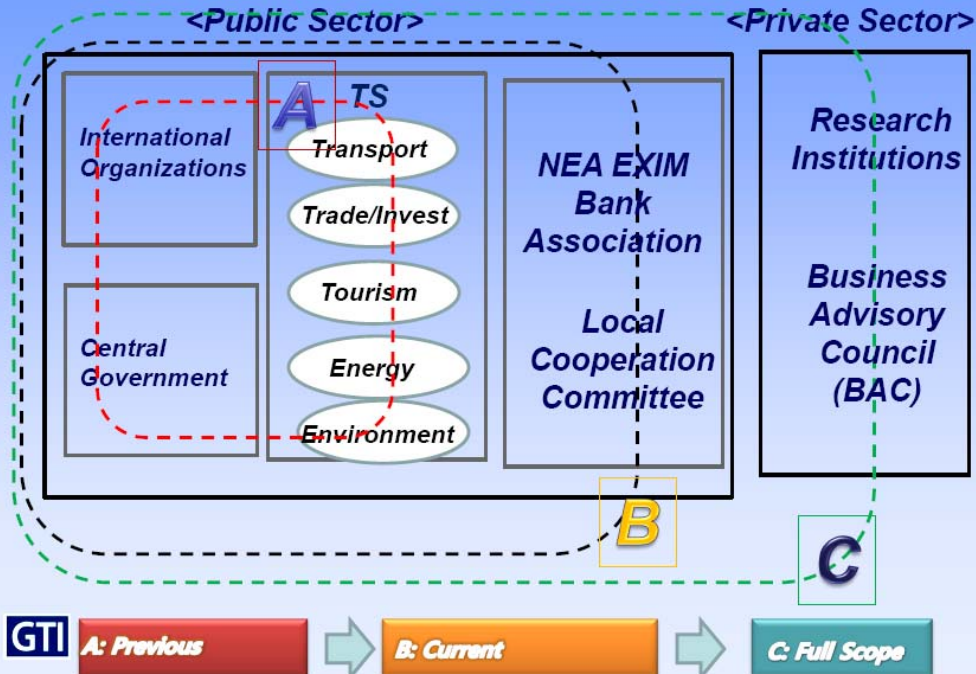 <Public Sector>
<Private Sector>
A
TS
International
Organizations
Transport
Trade/Invest
Tourism
Central
Government
Energy
Environment
NEA EXIM
Bank
Association
Local
Cooperation
Committee
Research
Institutions
Business
Advisory
Council
(BAC)
B
C
GTI
A: Previous
B: Current
C: Full Scope